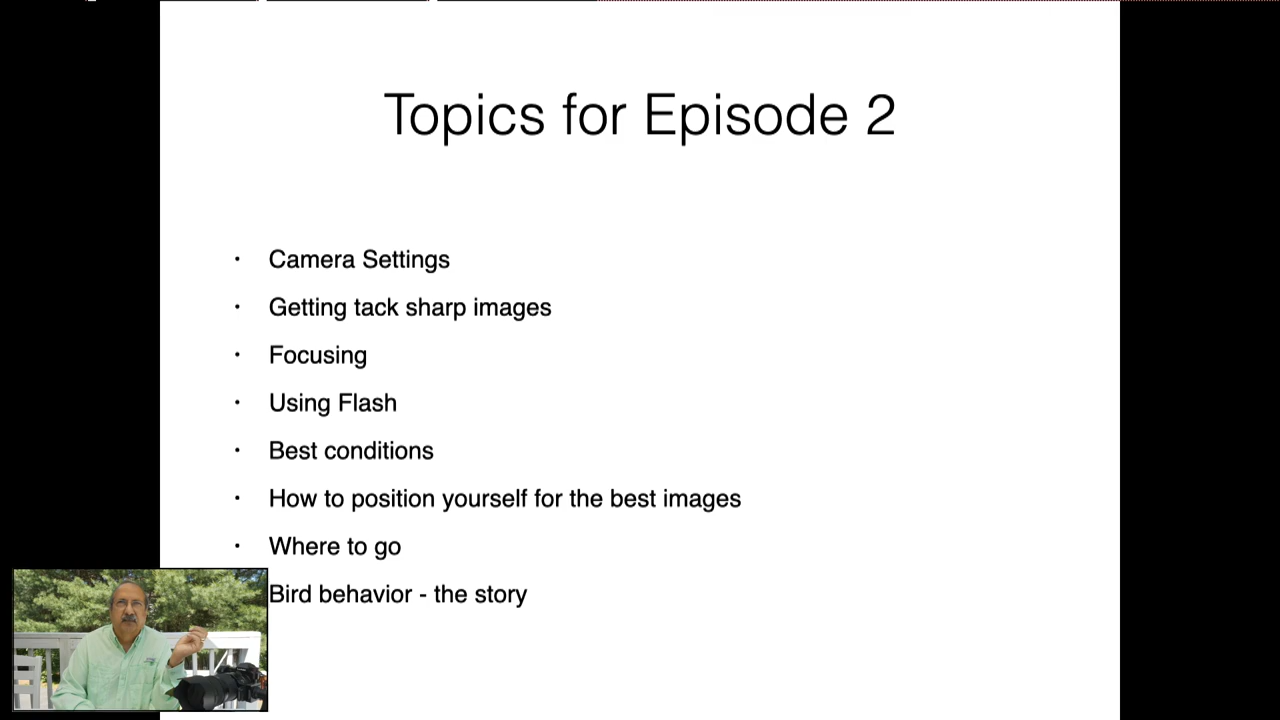 Topics for Episode 2
· Camera Settings
· Getting tack sharp images
· Focusing
· Using Flash
· Best conditions
· How to position yourself for the best images
· Where to go
Bird behavior - the story